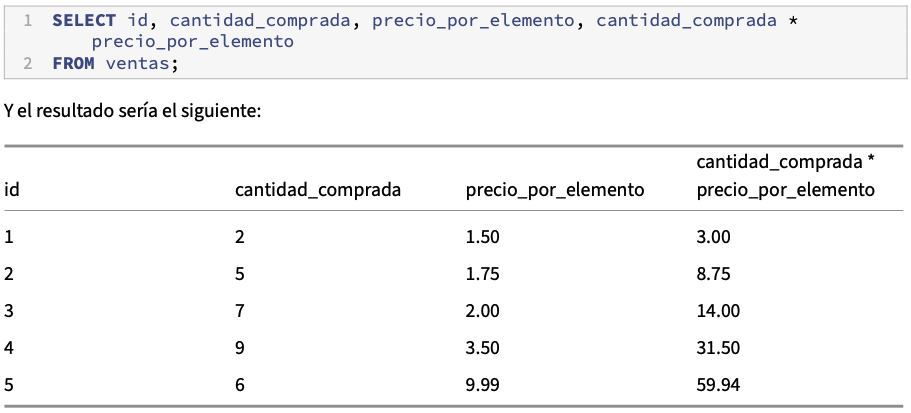 1 SELECT id, cantidad_comprada, precio_por_elemento, cantidad_comprada *
precio_por_elemento
2 FROM ventas;
Y el resultado sería el siguiente:
id cantidad_comprada precio_por_elemento cantidad_comprada * precio_por_elemento
1 2 1.50 3.00
2 5 1.75 8.75
3 7 2.00 14.00
4 9 3.50 31.50
5 6 9.99 59.94